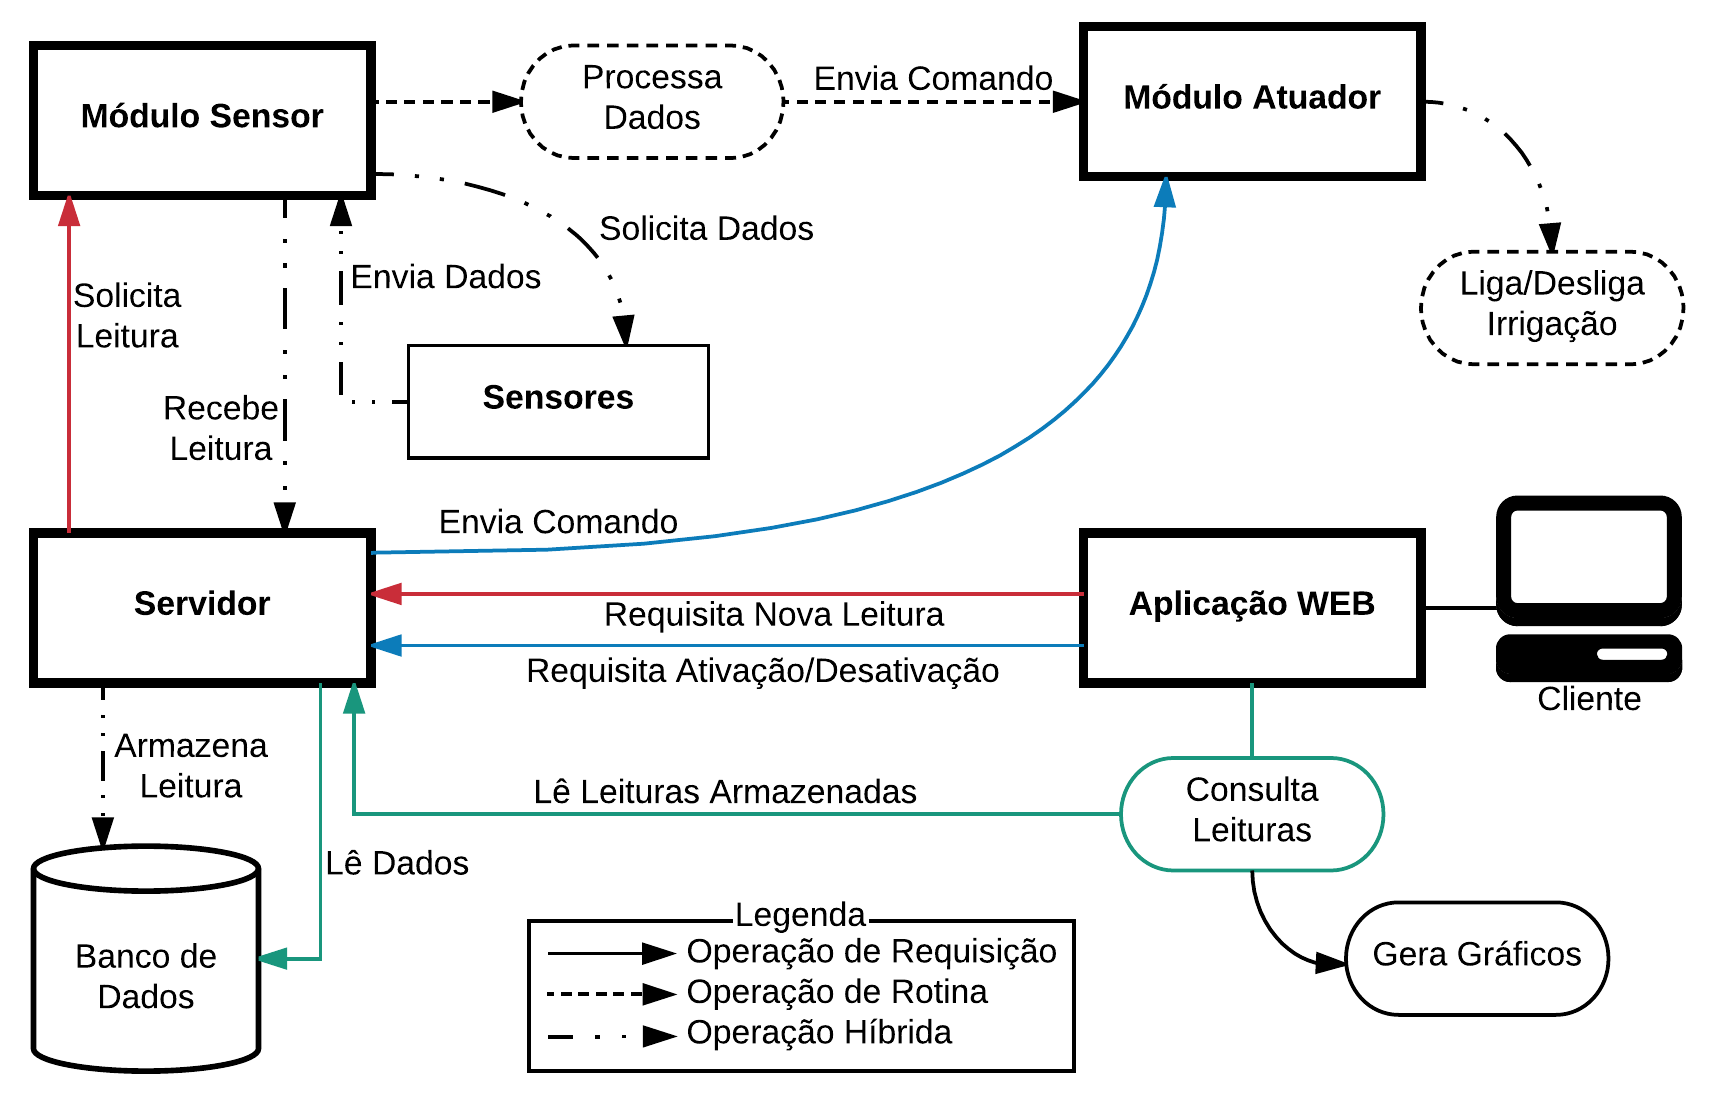 Módulo Sensor
Processa
Dados
Envia Comando
Módulo Atuador
Solicita Dados
Envia Dados
Solicita
Leitura
Liga/Desliga
Irrigação
Sensores
Recebe
Leitura
Envia Comando
Servidor
Requisita Nova Leitura
Requisita Ativação/Desativação
Aplicação WEB
Cliente
Armazena
Leitura
Lê Leituras Armazenadas
Consulta
Leituras
Lê Dados
Banco de
Dados
Gera Gráficos
Legenda
Operação de Requisição
Operação de Rotina
Operação Híbrida